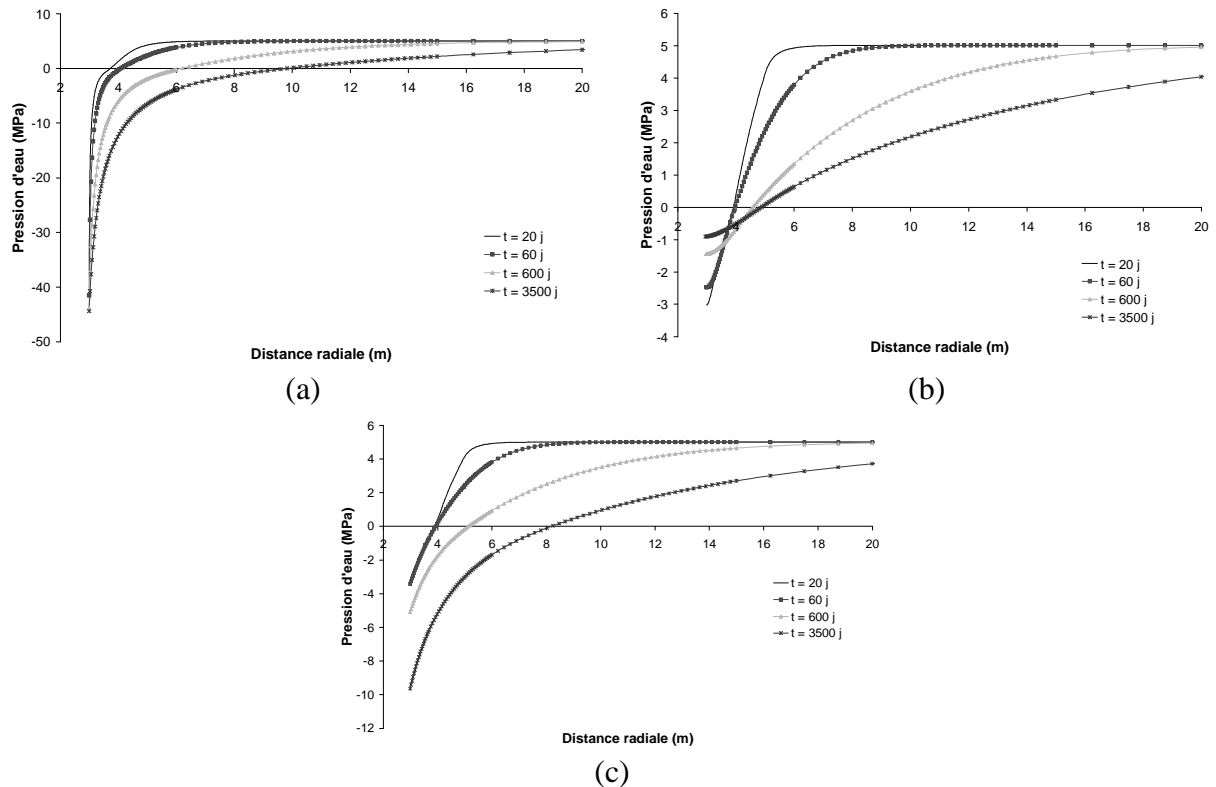 10
0
-10
-20
-30
-40
-50
2 4 6 8 10 12 14 16 18 20
Pression d'eau (MPa)
Distance radiale (m)
t = 20 j
t = 60 j
t = 600 j
t = 3500 j
(a)
6
5
4
3
2
1
0
-1
-2
-3
-4
2 4 6 8 10 12 14 16 18 20
Pression d'eau (MPa)
Distance radiale (m)
t = 20 j
t = 60 j
t = 600 j
t = 3500 j
(b)
6
4
2
0
-2
-4
-6
-8
-10
-12
2 4 6 8 10 12 14 16 18 20
Pression d'eau (MPa)
Distance radiale (m)
t = 20 j
t = 60 j
t = 600 j
t = 3500 j
(c)